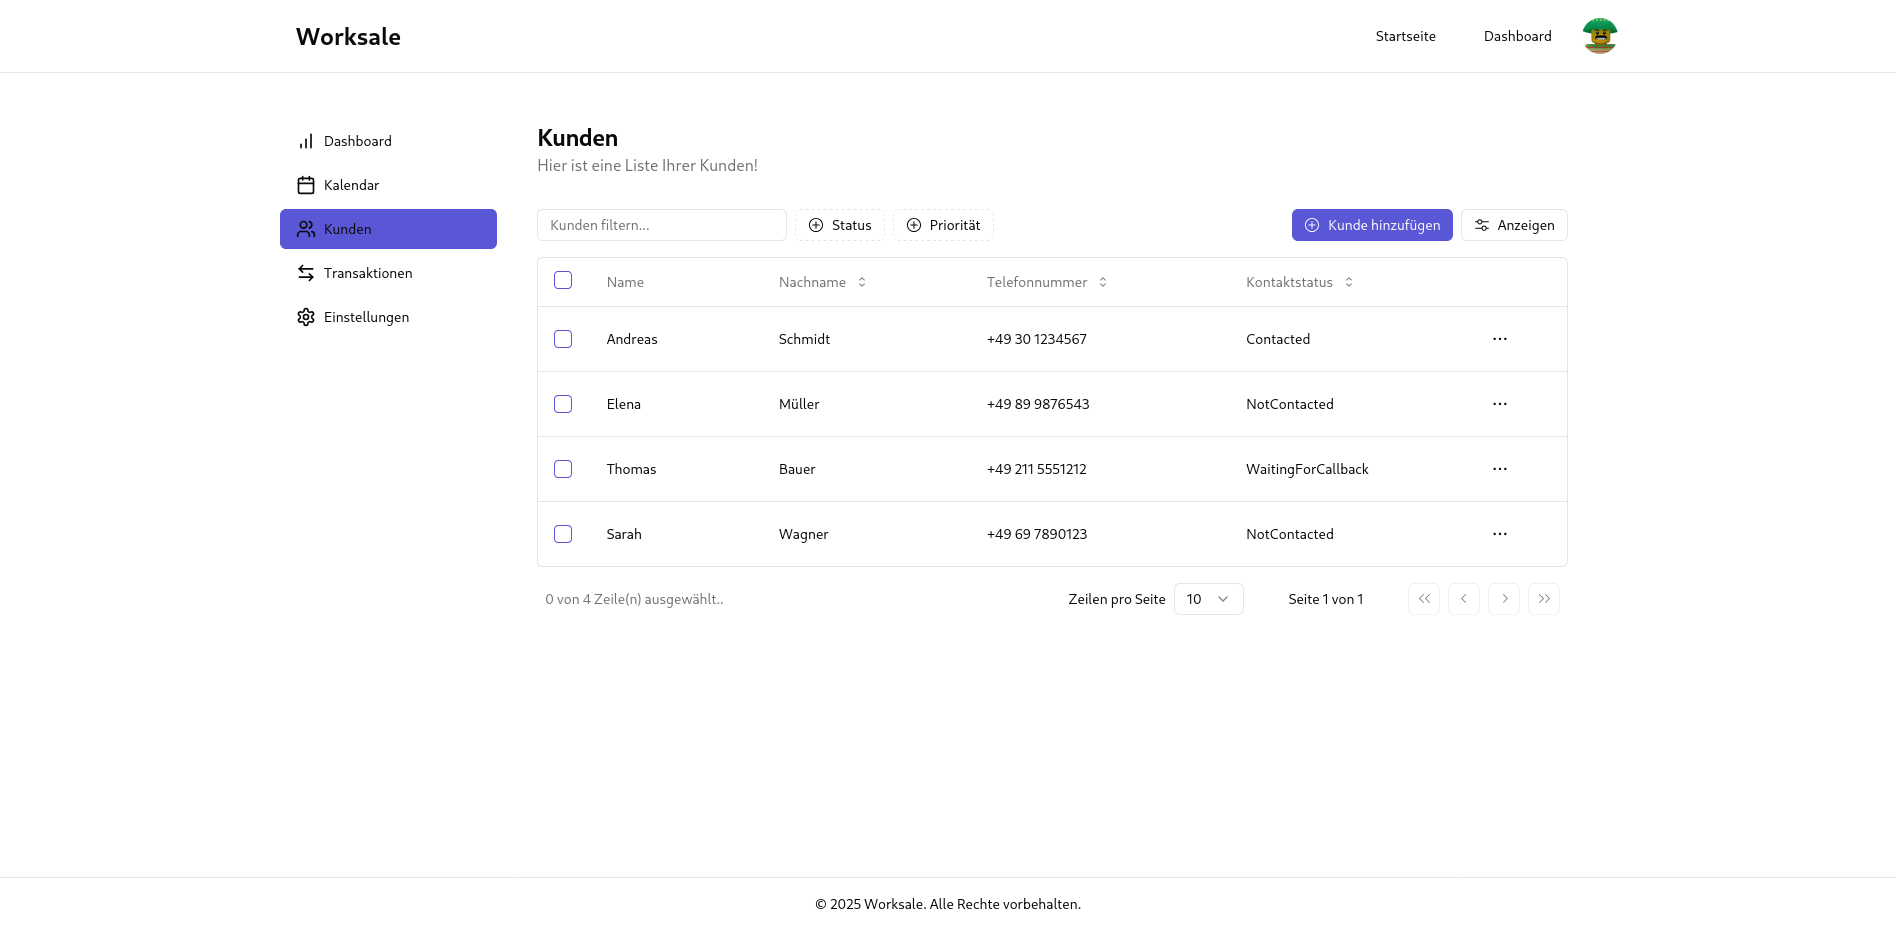 Worksale
Startseite
Dashboard
Dashboard
Kalendar
Kunden
Transaktionen
Einstellungen
Kunden
Hier ist eine Liste Ihrer Kunden!
Kunden filtern...
Status
Priorität
Kunde hinzufügen
Anzeigen
Name Nachname Telefonnummer Kontaktstatus
Andreas Schmidt +49 30 1234567 Contacted
Elena Müller +49 89 9876543 NotContacted
Thomas Bauer +49 211 5551212 WaitingForCallback
Sarah Wagner +49 69 7890123 NotContacted
0 von 4 Zeile(n) ausgewählt..
Zeilen pro Seite 10
Seite 1 von 1
© 2025 Worksale. Alle Rechte vorbehalten.